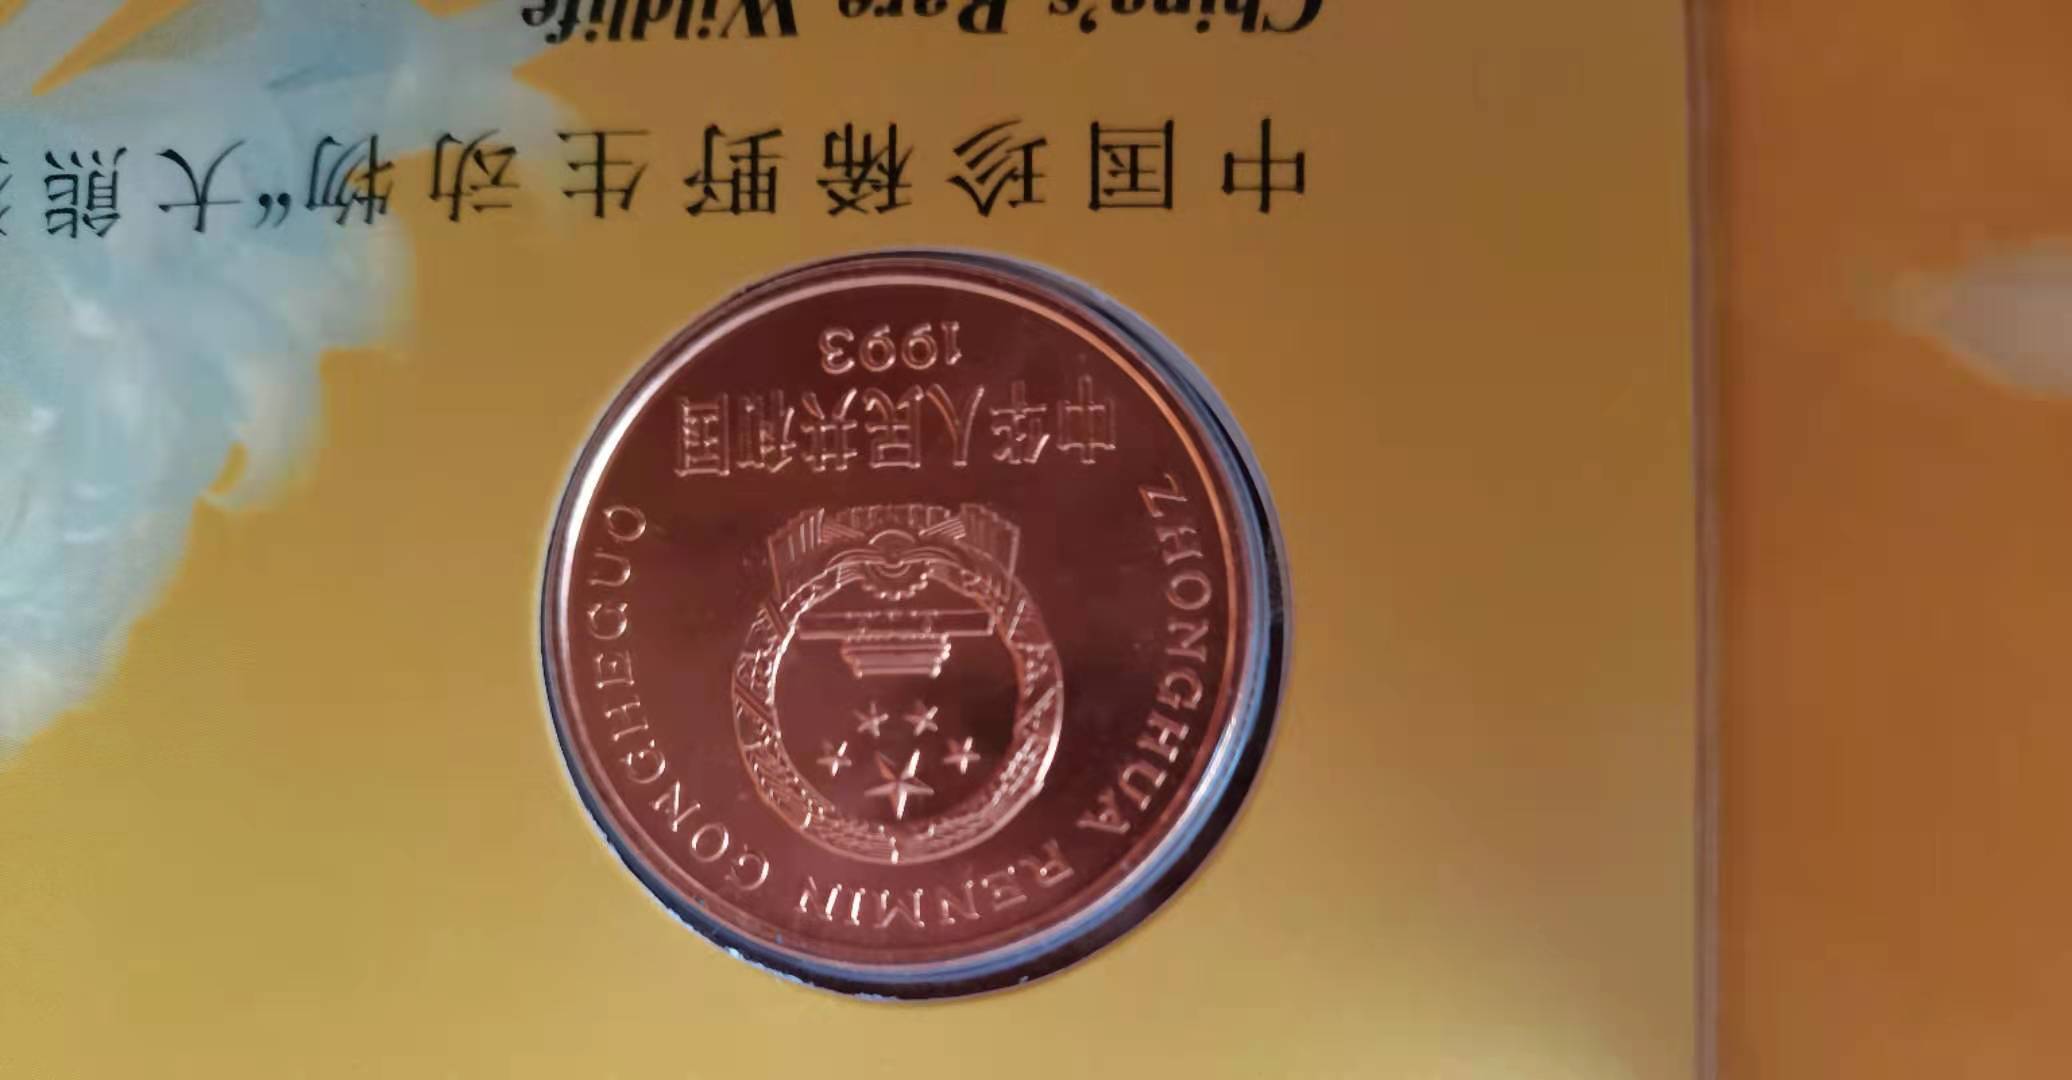 ZHONGHUA RENMIN GONGHEGUO
中华人民共和国
1993
中国珍稀野生动物“大熊
China's Rare Wildlife